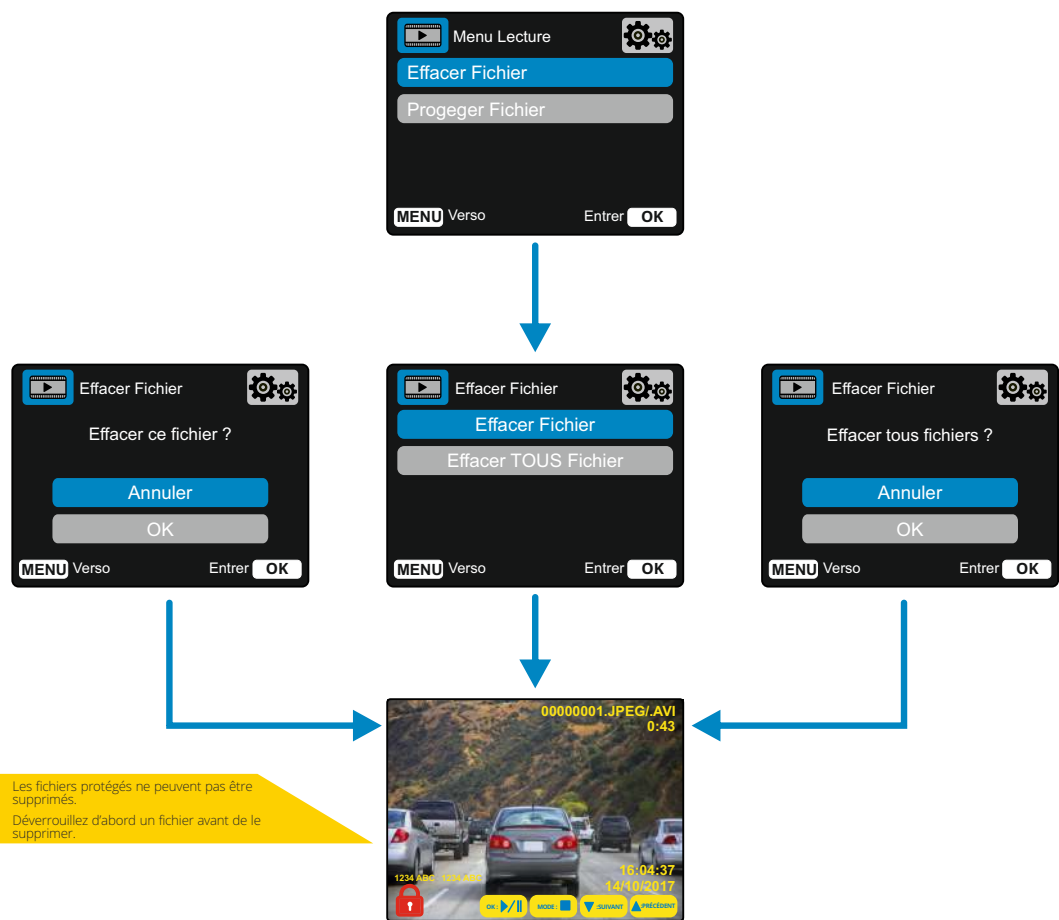 Menu Lecture
Effacer Fichier
Progeger Fichier
MENU Verso Entrer OK
Effacer Fichier
Effacer ce fichier ?
Annuler
OK
MENU Verso Entrer OK
Effacer Fichier
Effacer Fichier
Effacer TOUS Fichier
MENU Verso Entrer OK
Effacer Fichier
Effacer tous fichiers ?
Annuler
OK
MENU Verso Entrer OK
00000001.JPEG/.AVI
0:43
Les fichiers protégés ne peuvent pas être
supprimés.
Déverrouillez d'abord un fichier avant de le
supprimer.
16:04:37
1234 ABC 1234 ABC
14/10/2017
OK : MODE : :SUIVANT :PRÉCÉDENT